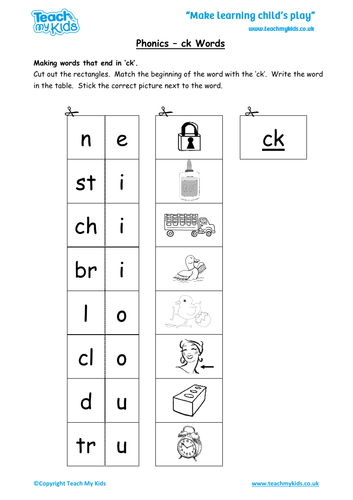 Teach
My Kids
"Make learning child's play"
www.teachmykids.co.uk
Phonics – ck Words
Making words that end in 'ck'.
Cut out the rectangles. Match the beginning of the word with the 'ck'. Write the word
in the table. Stick the correct picture next to the word.
n e
ck
st i
ch i
br i
l o
cl o
d u
tr u
©Copyright Teach My Kids
www.teachmykids.co.uk